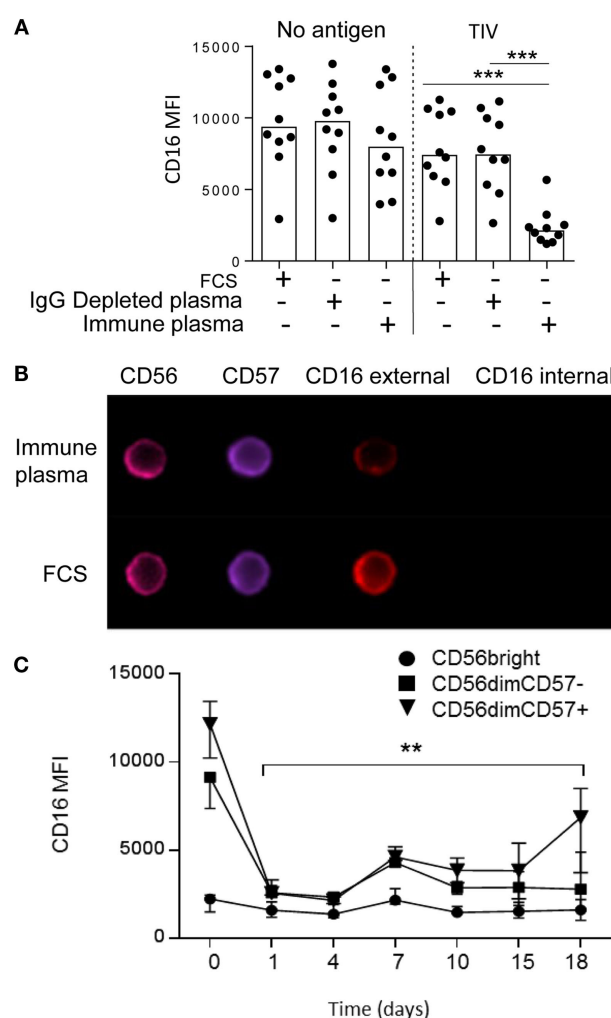 A
No antigen
TIV
***
***
15000
10000
5000
0
CD16 MFI
FCS + - - + - -
IgG Depleted plasma - + - - + -
Immune plasma - - + - - +
B
CD56 CD57 CD16 external CD16 internal
Immune
plasma
FCS
C
CD56bright
CD56dimCD57-
CD56dimCD57+
**
15000
10000
5000
0
CD16 MFI
0 1 4 7 10 15 18
Time (days)